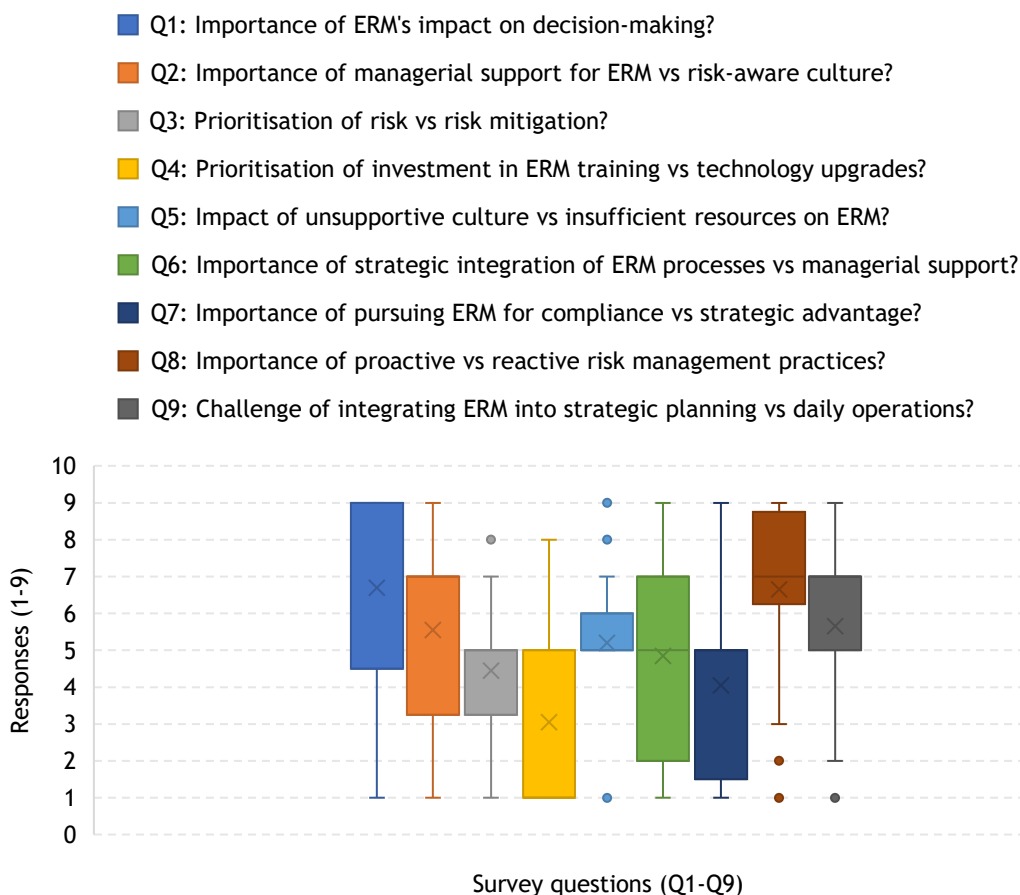 Q1: Importance of ERM's impact on decision-making?
Q2: Importance of managerial support for ERM vs risk-aware culture?
Q3: Prioritisation of risk vs risk mitigation?
Q4: Prioritisation of investment in ERM training vs technology upgrades?
Q5: Impact of unsupportive culture vs insufficient resources on ERM?
Q6: Importance of strategic integration of ERM processes vs managerial support?
Q7: Importance of pursuing ERM for compliance vs strategic advantage?
Q8: Importance of proactive vs reactive risk management practices?
Q9: Challenge of integrating ERM into strategic planning vs daily operations?
Responses (1-9)
10
9
8
7
6
5
4
3
2
1
0
Survey questions (Q1-Q9)